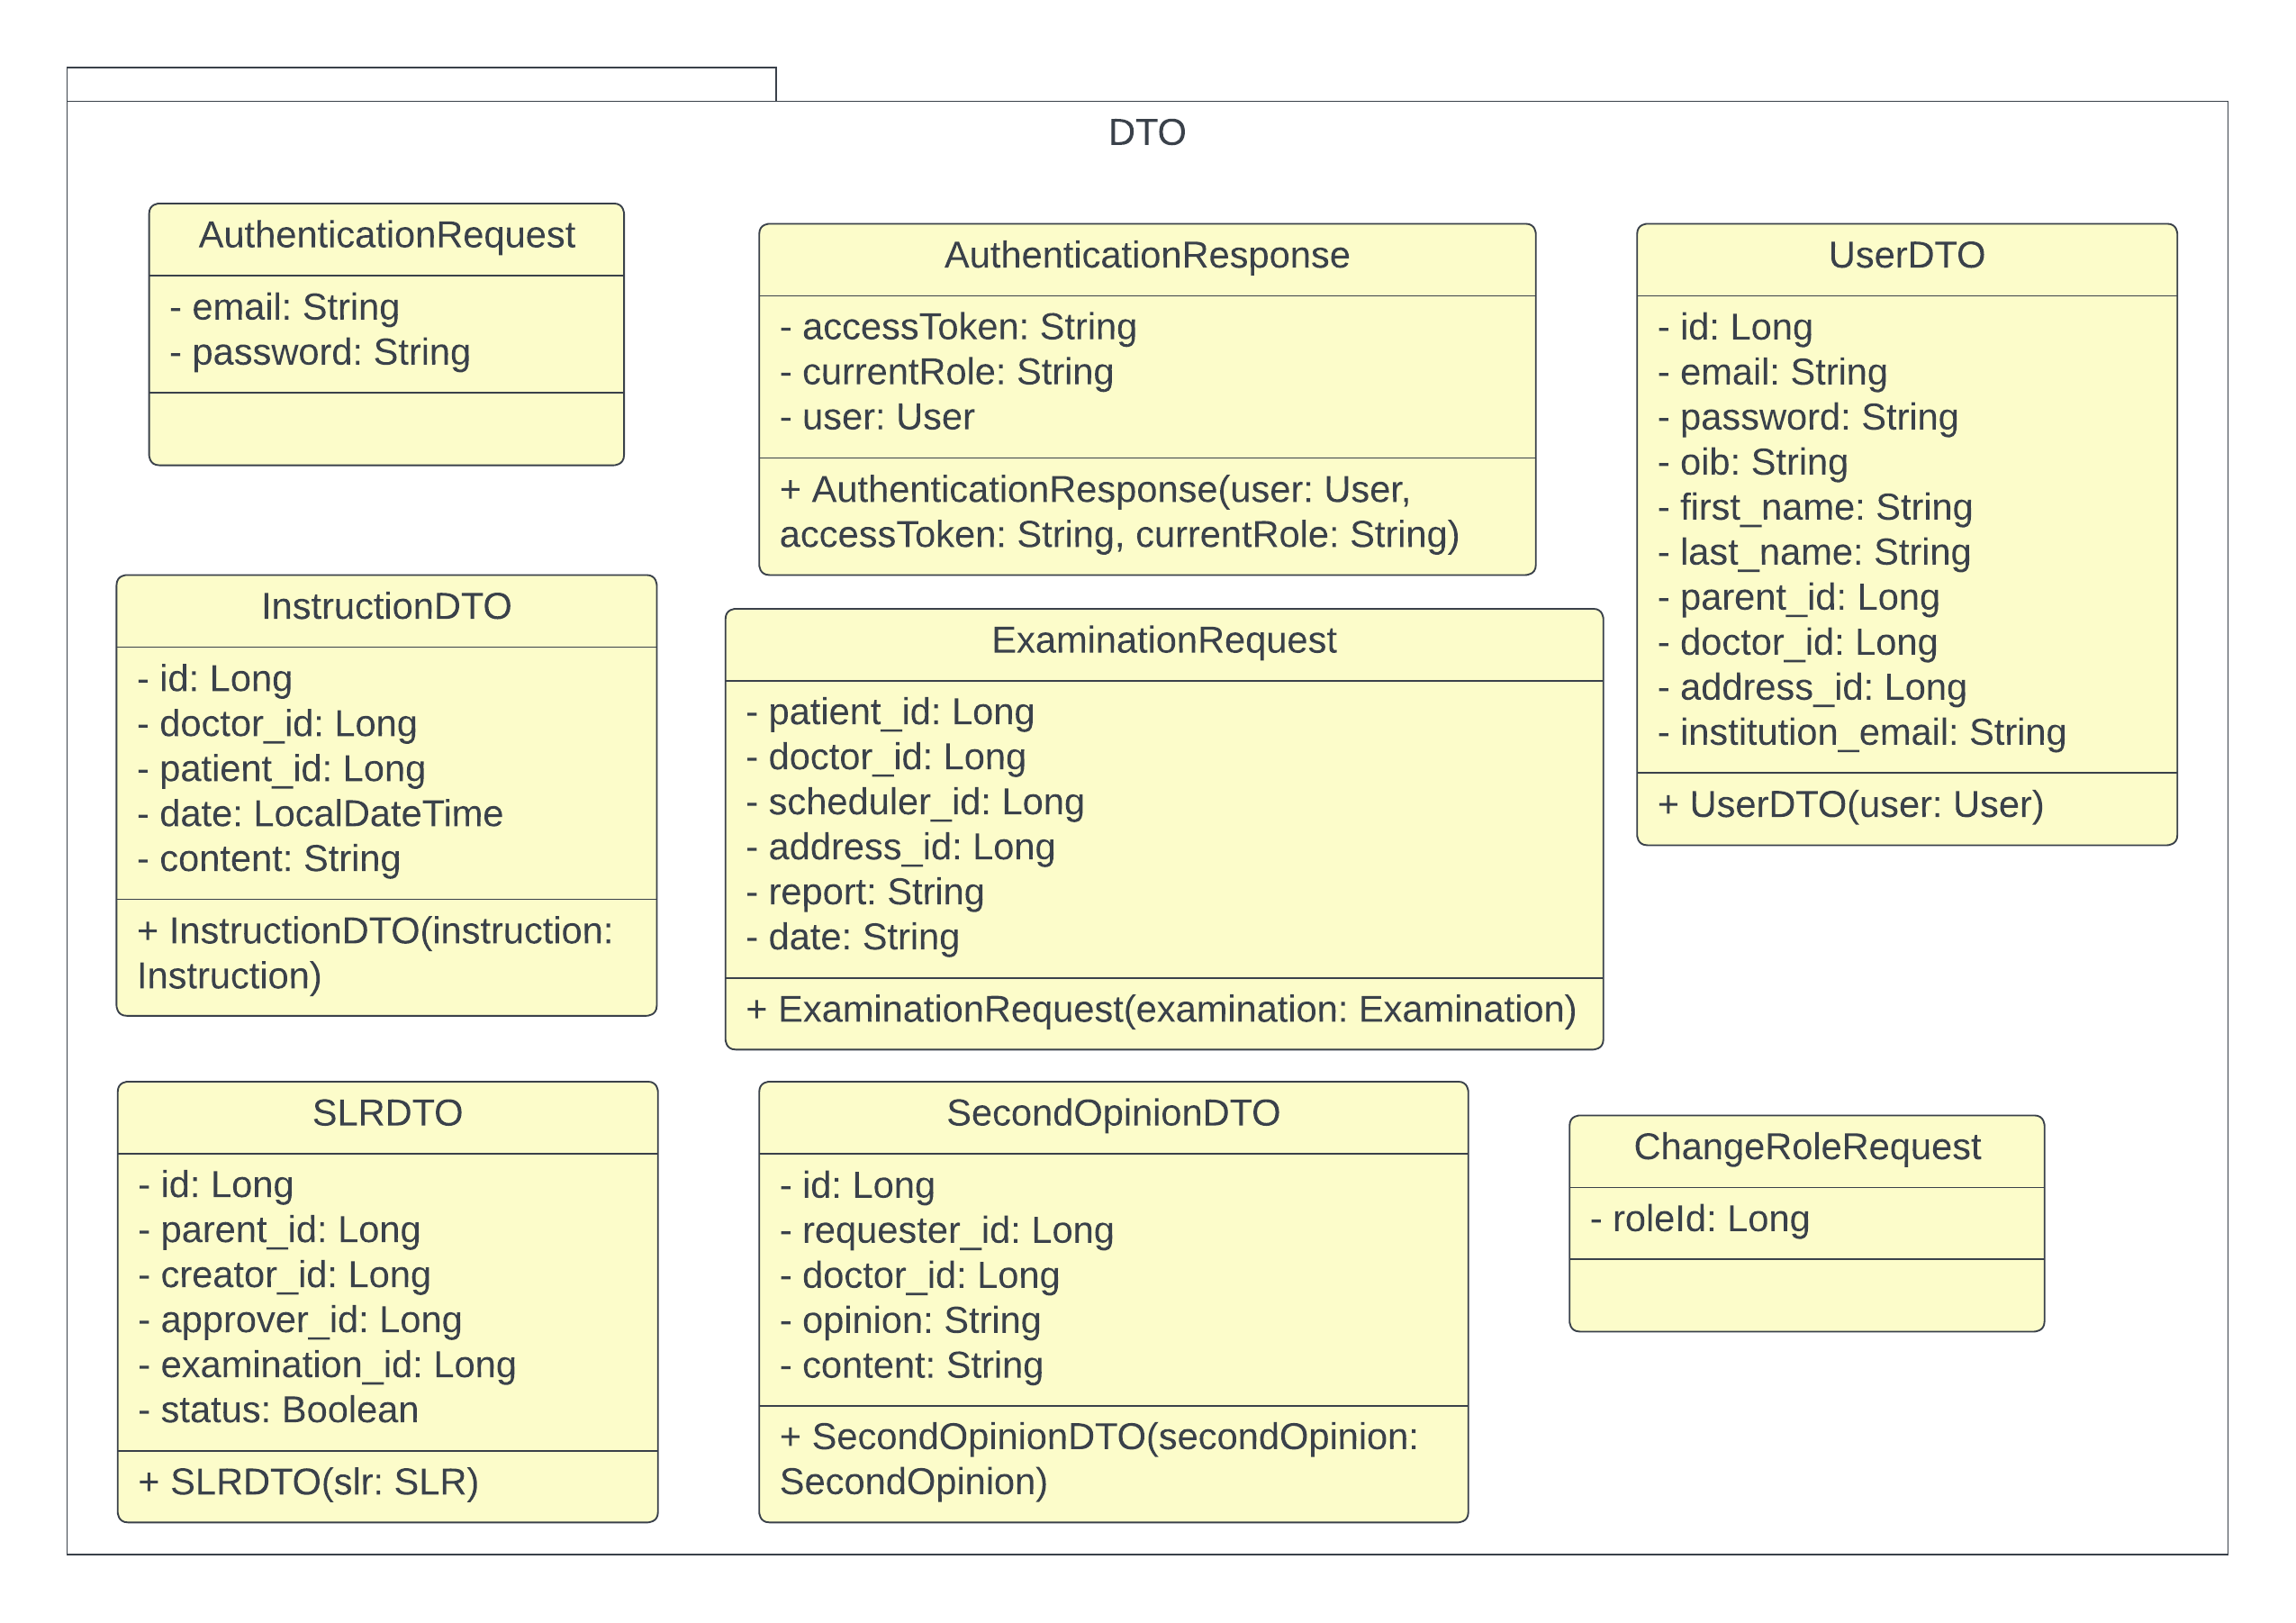 DTO
AuthenticationRequest
- email: String
- password: String
AuthenticationResponse
- accessToken: String
- currentRole: String
- user: User
+ AuthenticationResponse(user: User,
accessToken: String, currentRole: String)
UserDTO
- id: Long
- email: String
- password: String
- oib: String
- first_name: String
- last_name: String
- parent_id: Long
- doctor_id: Long
- address_id: Long
- institution_email: String
+ UserDTO(user: User)
InstructionDTO
- id: Long
- doctor_id: Long
- patient_id: Long
- date: LocalDateTime
- content: String
+ InstructionDTO(instruction:
Instruction)
ExaminationRequest
- patient_id: Long
- doctor_id: Long
- scheduler_id: Long
- address_id: Long
- report: String
- date: String
+ ExaminationRequest(examination: Examination)
SLRDTO
- id: Long
- parent_id: Long
- creator_id: Long
- approver_id: Long
- examination_id: Long
- status: Boolean
+ SLRDTO(slr: SLR)
SecondOpinionDTO
- id: Long
- requester_id: Long
- doctor_id: Long
- opinion: String
- content: String
+ SecondOpinionDTO(secondOpinion:
SecondOpinion)
ChangeRoleRequest
- roleId: Long